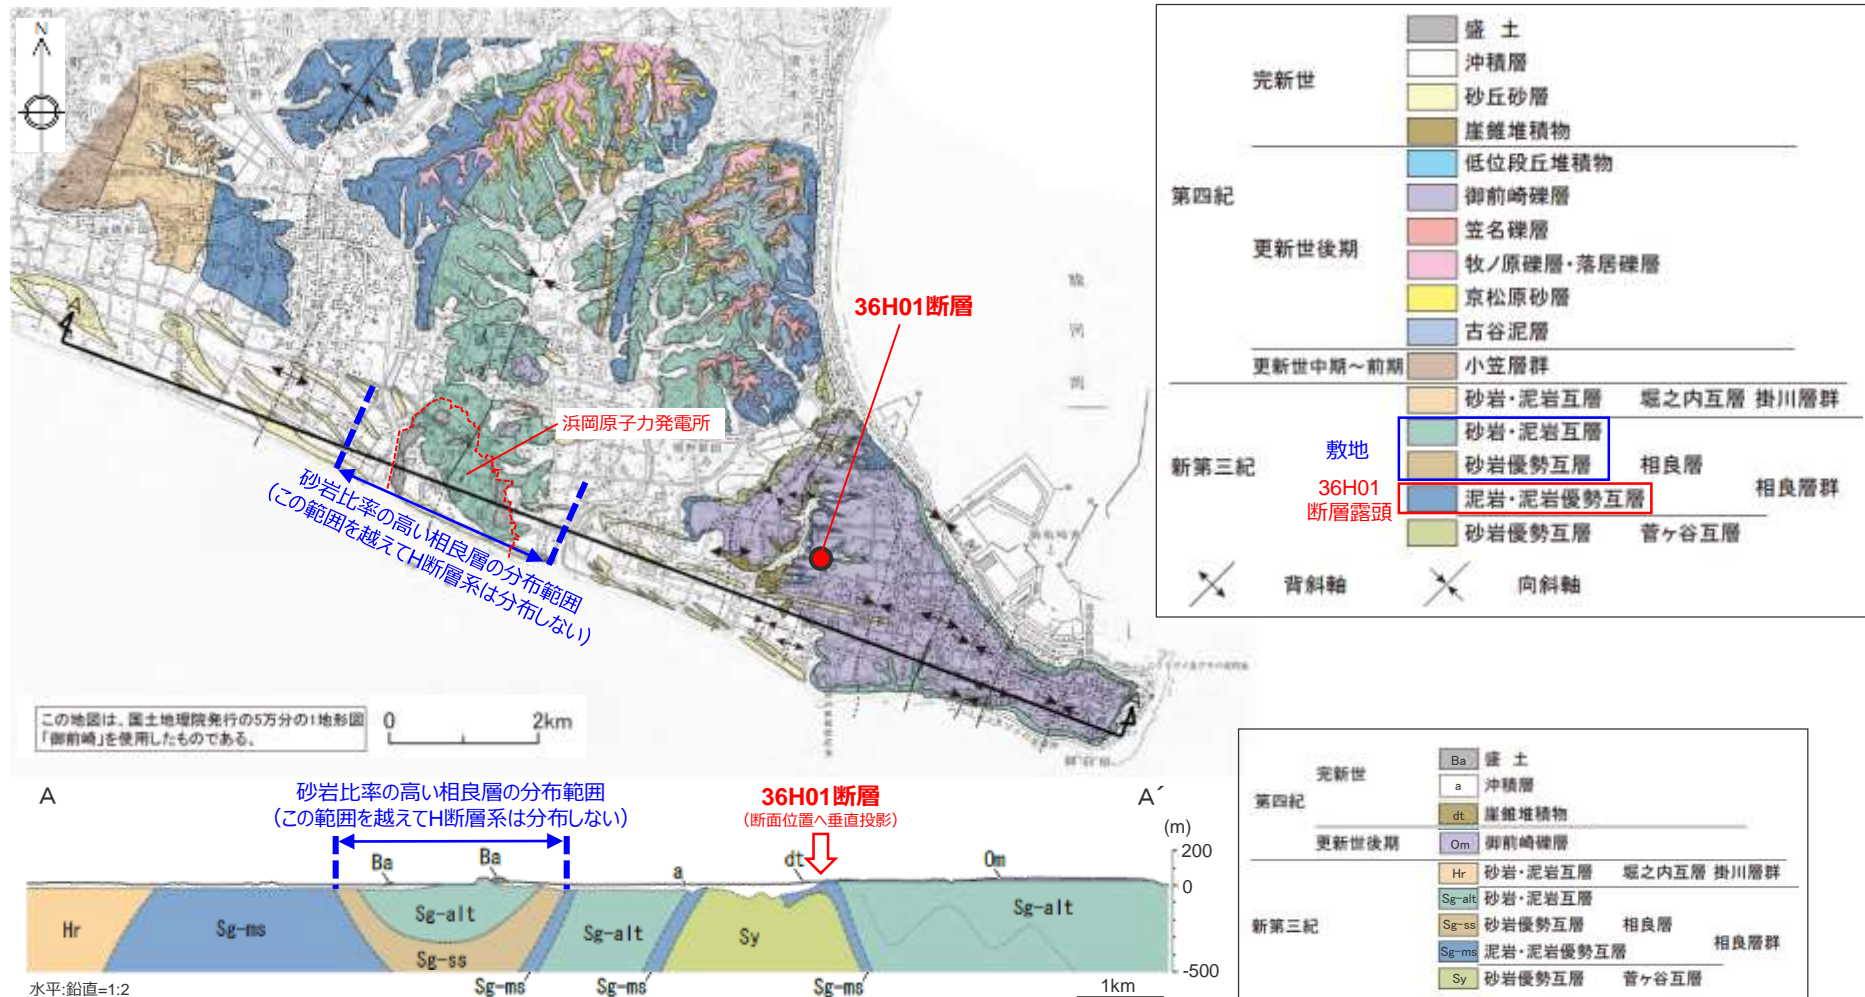 N
完新世
盛土
沖積層
砂丘砂層
崖錐堆積物
第四紀
更新世後期
低位段丘堆積物
御前崎礫層
笠名礫層
牧ノ原礫層・落居礫層
京松原砂層
古谷泥層
更新世中期～前期
小笠層群
新第三紀
砂岩・泥岩互層 堀之内互層 掛川層群
敷地
砂岩・泥岩互層
砂岩優勢互層 相良層
相良層群
36H01
断層露頭
泥岩・泥岩優勢互層
砂岩優勢互層 菅ヶ谷互層
背斜軸 向斜軸
36H01断層
浜岡原子力発電所
砂岩比率の高い相良層の分布範囲
(この範囲を越えてH断層系は分布しない)
A
この地図は、国土地理院発行の5万分の1地形図
「御前崎」を使用したものである。
0 2km
A
砂岩比率の高い相良層の分布範囲
(この範囲を越えてH断層系は分布しない)
36H01断層
(断面位置へ垂直投影)
A´
(m)
200
0
-500
Ba
Ba
a
dt
Om
Hr
Sg-ms
Sg-alt
Sg-ss
Sg-alt
Sy
Sg-alt
Sg-ms
Sg-ms
Sg-ms
水平:鉛直=1:2
1km
第四紀
完新世
Ba 盛土
a 沖積層
dt 崖錐堆積物
更新世後期
Om 御前崎礫層
新第三紀
Hr 砂岩・泥岩互層 堀之内互層 掛川層群
Sg-alt 砂岩・泥岩互層
Sg-ss 砂岩優勢互層 相良層
相良層群
Sg-ms 泥岩・泥岩優勢互層
Sy 砂岩優勢互層 菅ヶ谷互層